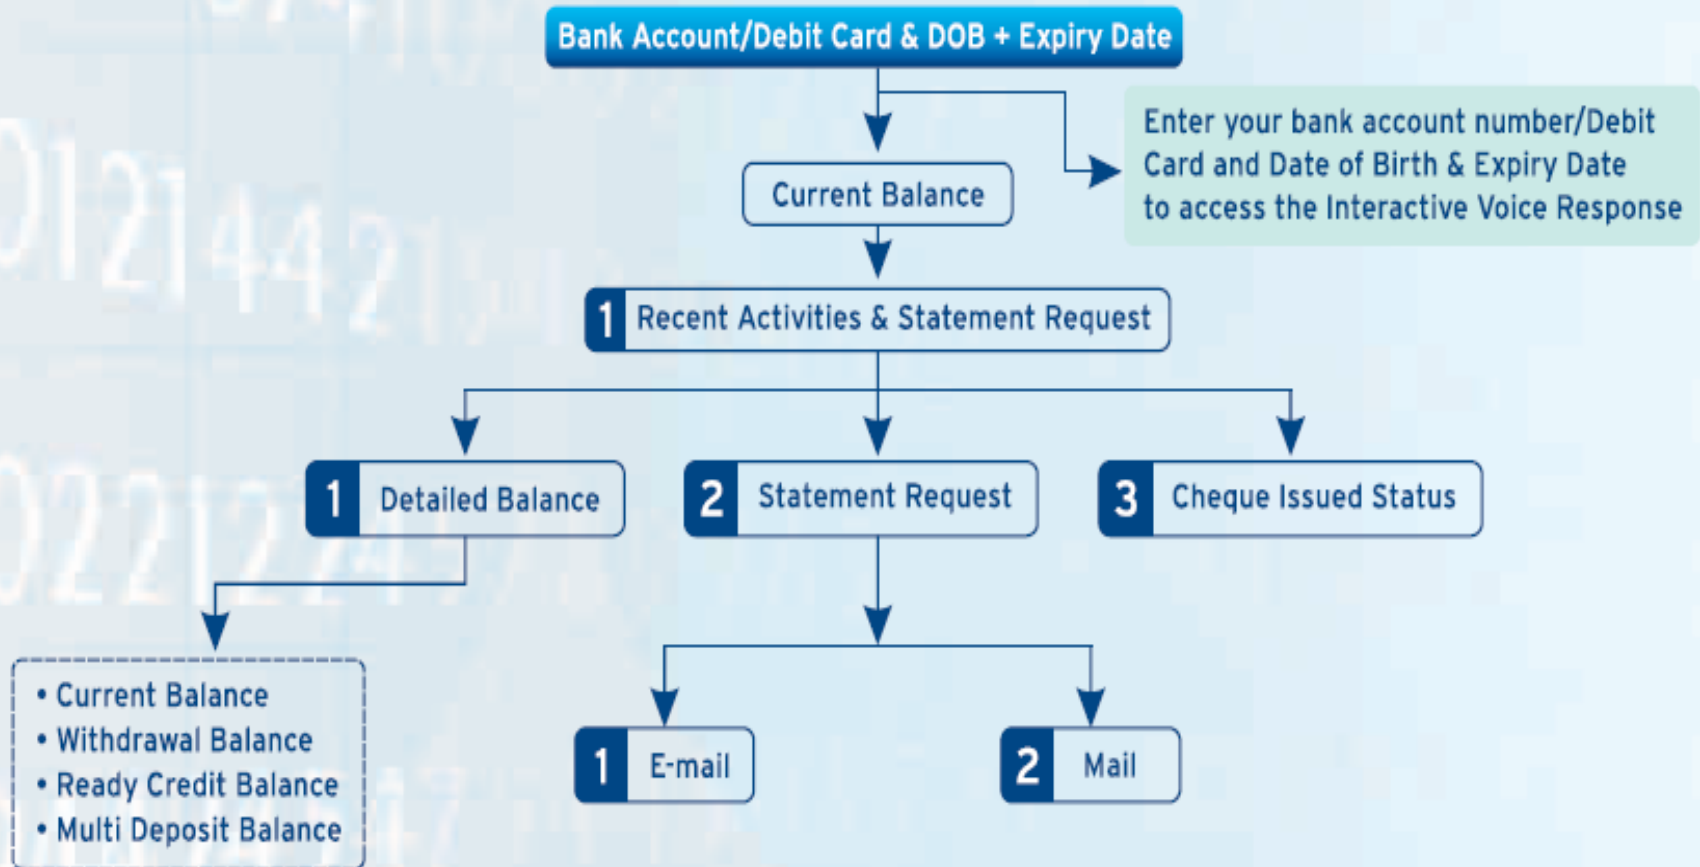 Bank Account/Debit Card & DOB + Expiry Date
Enter your bank account number/Debit
Card and Date of Birth & Expiry Date
to access the Interactive Voice Response
Current Balance
1 Recent Activities & Statement Request
1 Detailed Balance
2 Statement Request
3 Cheque Issued Status
• Current Balance
• Withdrawal Balance
• Ready Credit Balance
• Multi Deposit Balance
1 E-mail
2 Mail